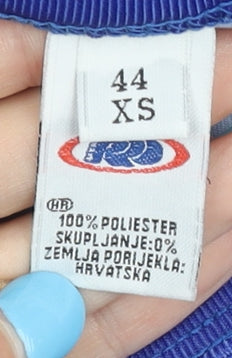 44
XS
HR
100% POLIESTER
SKUPLJANJE:0%
ZEMLJA PORIJEKLA:
HRVATSKA